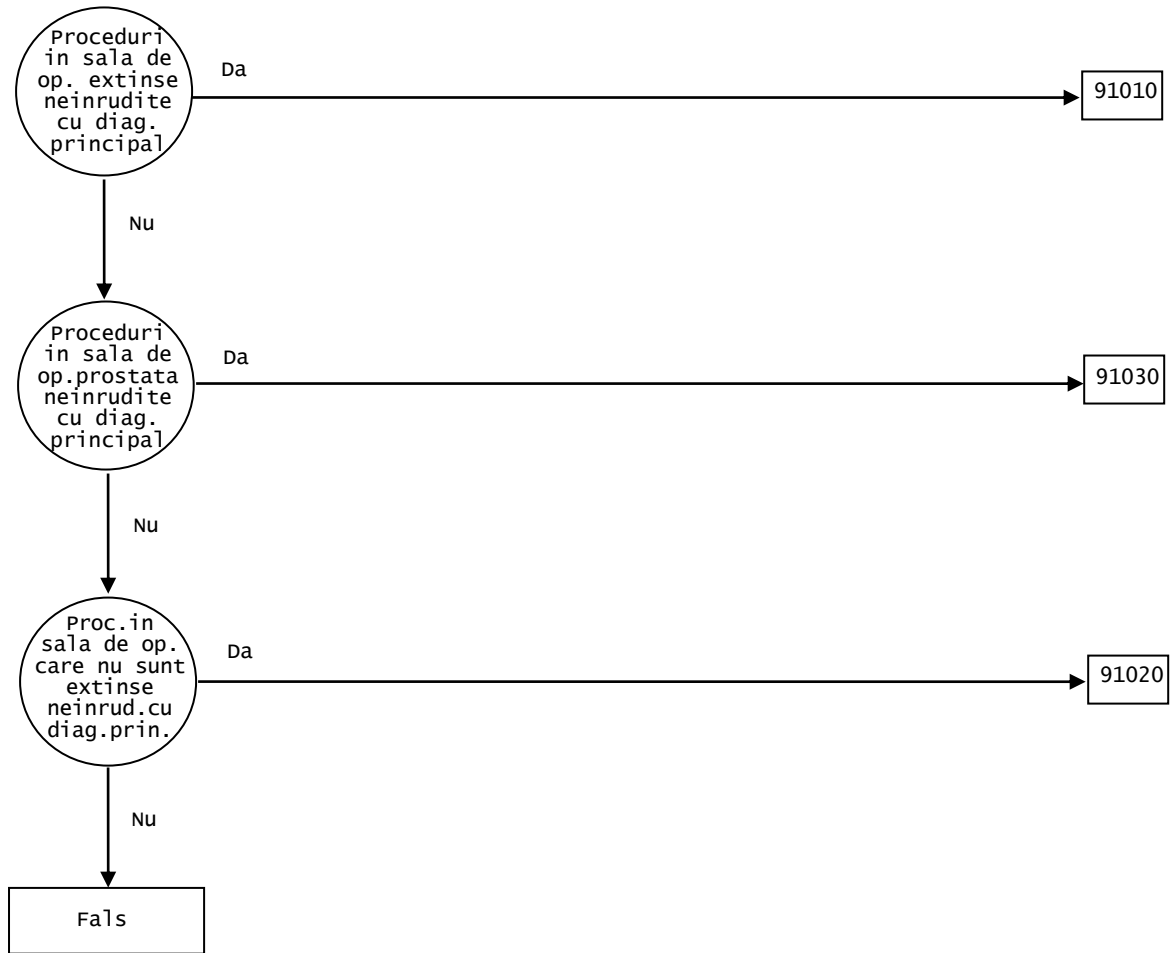 Proceduri
in sala de
op. extinse
neinrudite
cu diag.
principal
Da
91010
Nu
Proceduri
in sala de
op.prostata
neinrudite
cu diag.
principal
Da
91030
Nu
Proc.in
sala de op.
care nu sunt
extinse
neinrud.cu
diag.prin.
Da
91020
Nu
Fals